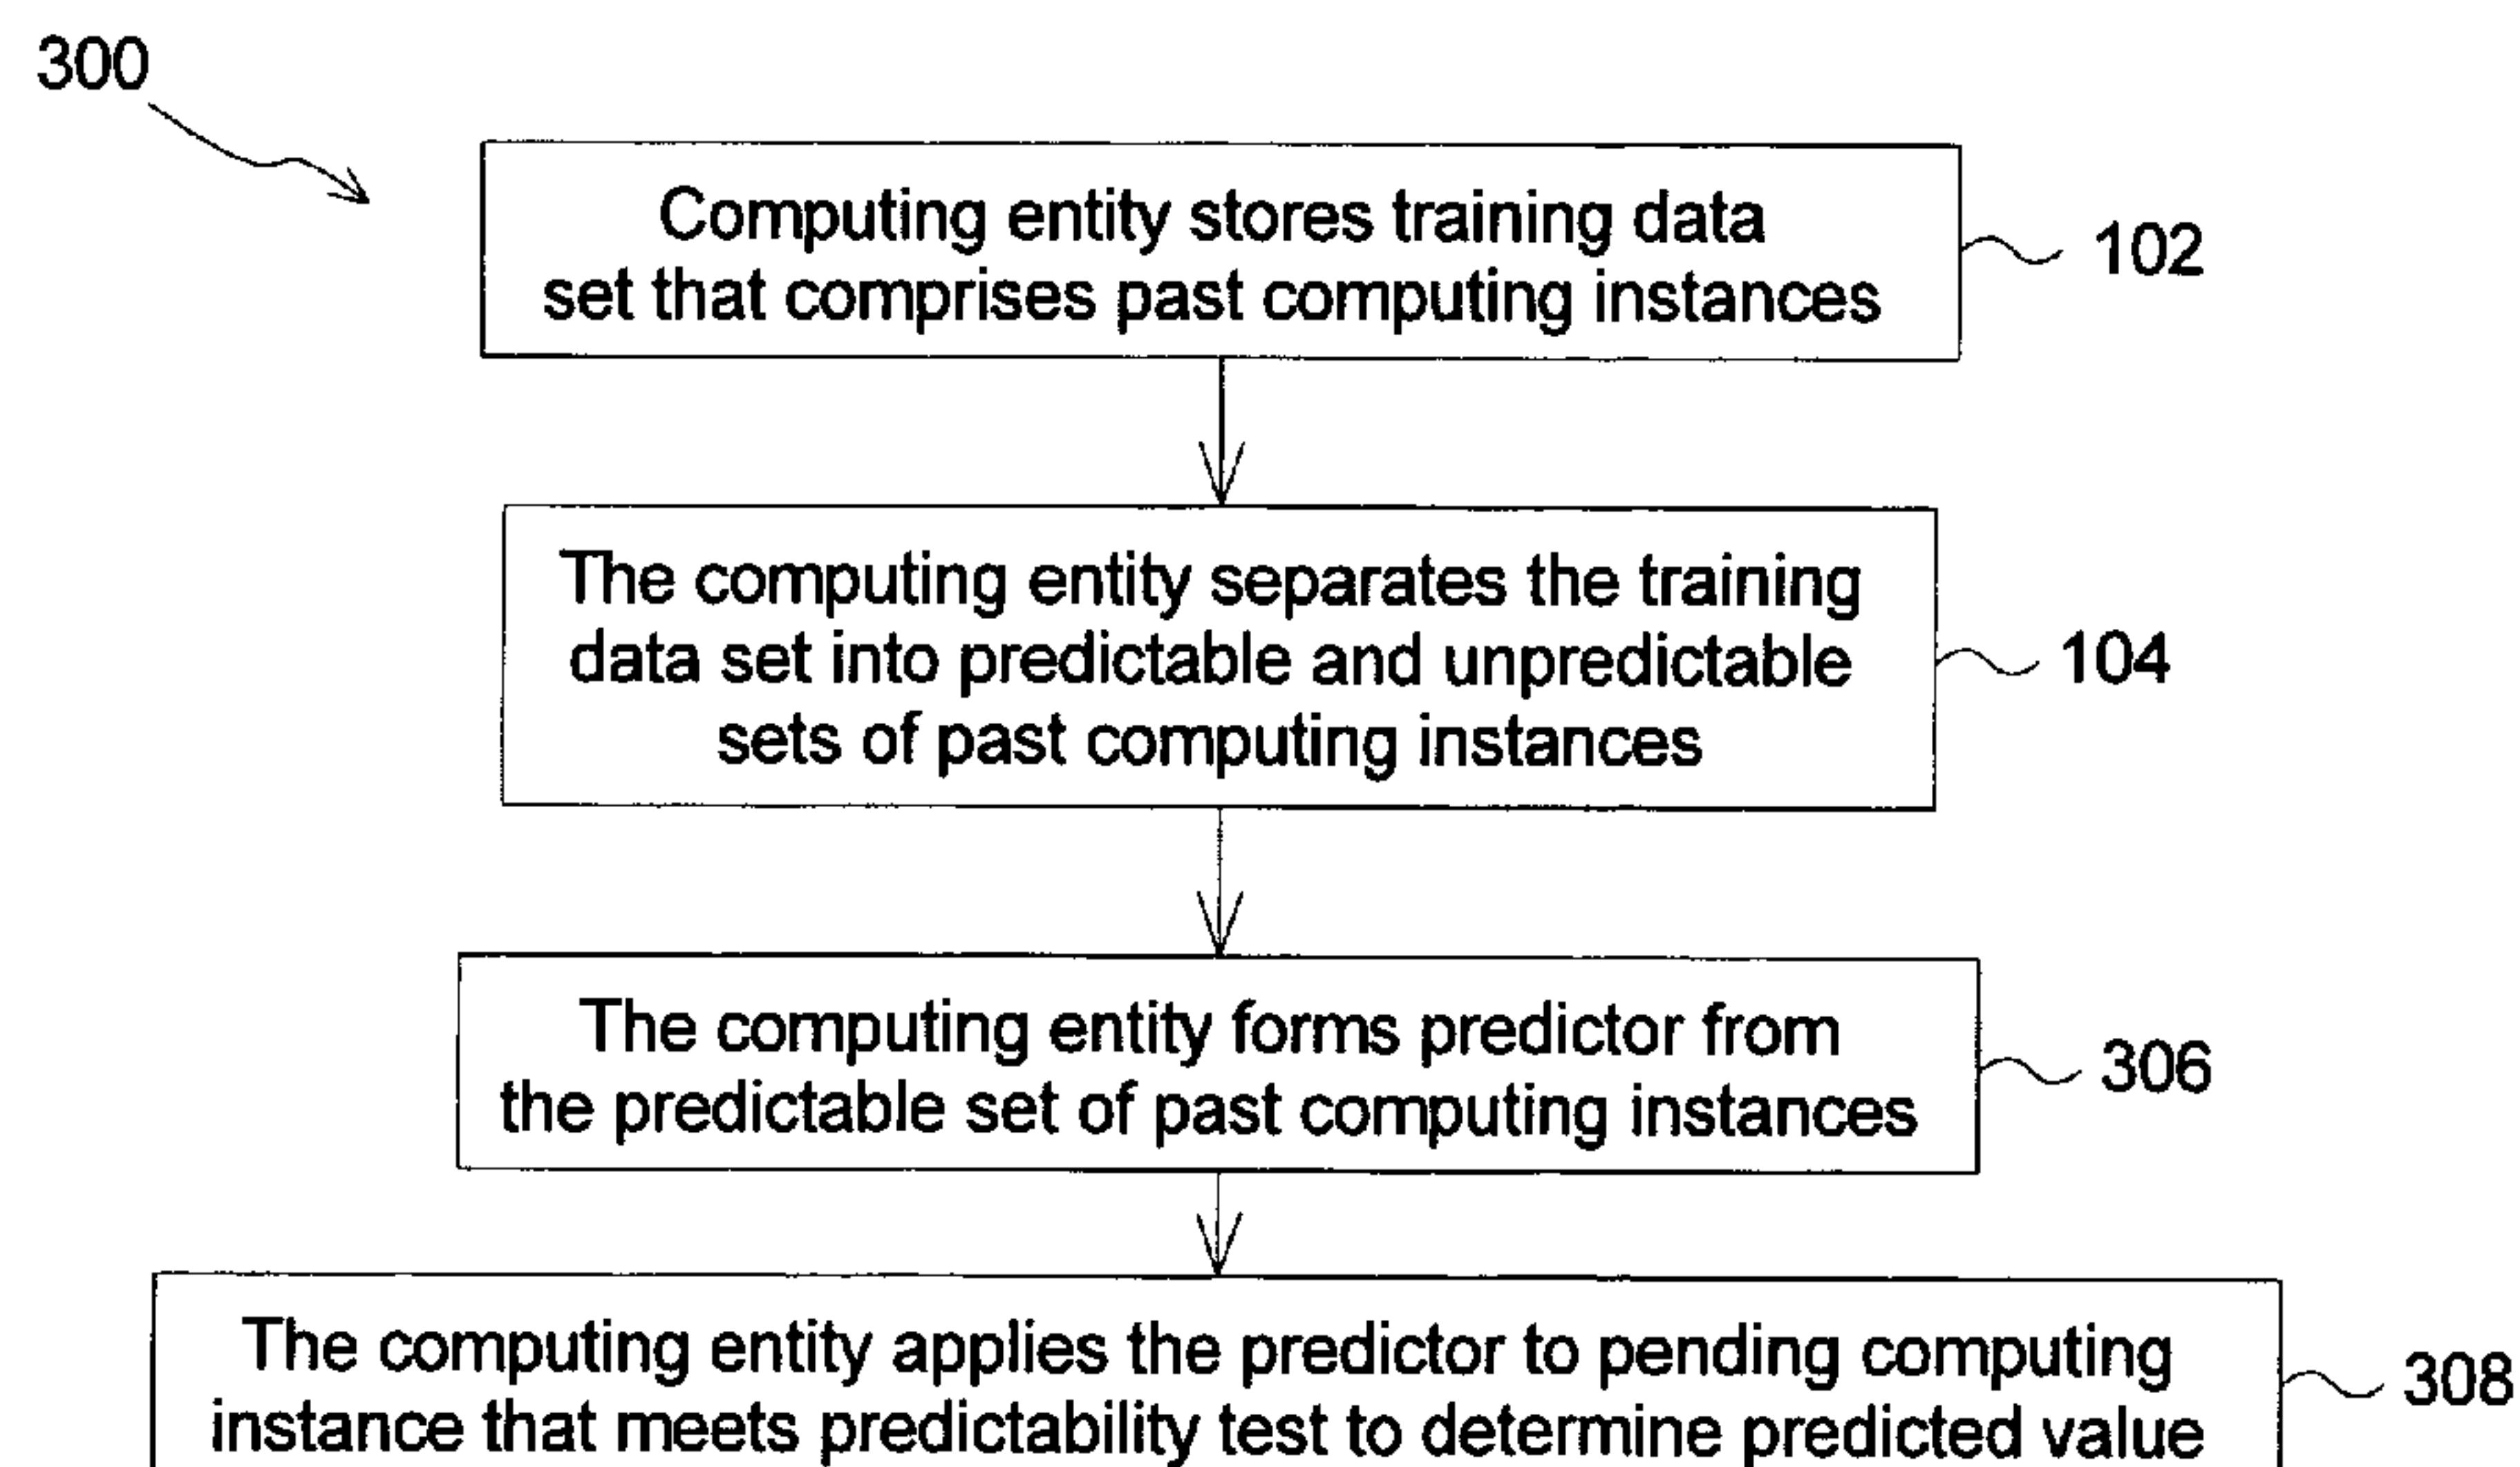 300
Computing entity stores training data
set that comprises past computing instances
102
The computing entity separates the training
data set into predictable and unpredictable
sets of past computing instances
104
The computing entity forms predictor from
the predictable set of past computing instances
306
The computing entity applies the predictor to pending computing
instance that meets predictability test to determine predicted value
308